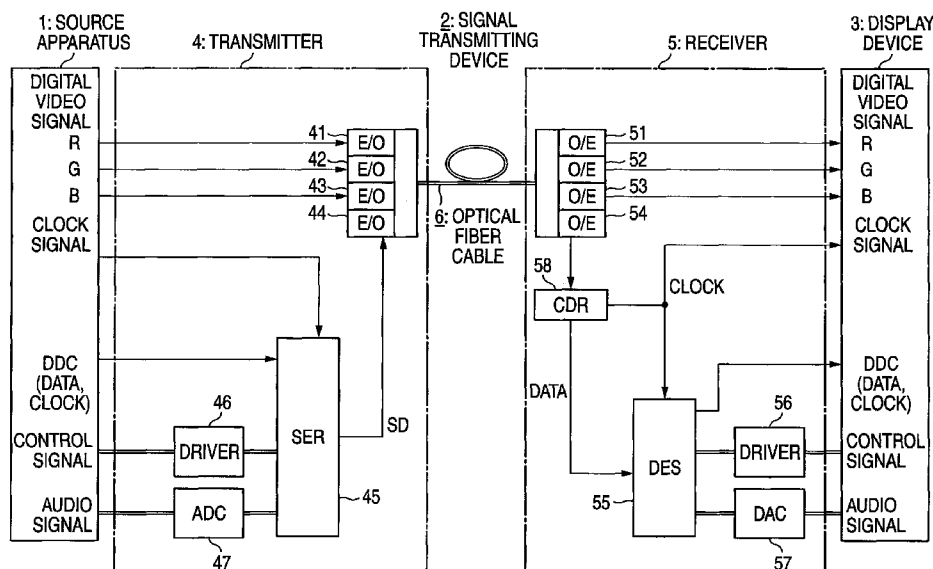 1: SOURCE
APPARATUS
4: TRANSMITTER
2: SIGNAL
TRANSMITTING
DEVICE
5: RECEIVER
3: DISPLAY
DEVICE
DIGITAL
VIDEO
SIGNAL
R
G
B
CLOCK
SIGNAL
DDC
(DATA,
CLOCK)
CONTROL
SIGNAL
AUDIO
SIGNAL
41
E/O
42
E/O
43
E/O
44
E/O
46
DRIVER
ADC
47
SER
45
SD
6: OPTICAL
FIBER
CABLE
O/E
51
O/E
52
O/E
53
O/E
54
58
CDR
CLOCK
DATA
DES
55
56
DRIVER
DAC
57
DIGITAL
VIDEO
SIGNAL
R
G
B
CLOCK
SIGNAL
DDC
(DATA,
CLOCK)
CONTROL
SIGNAL
AUDIO
SIGNAL